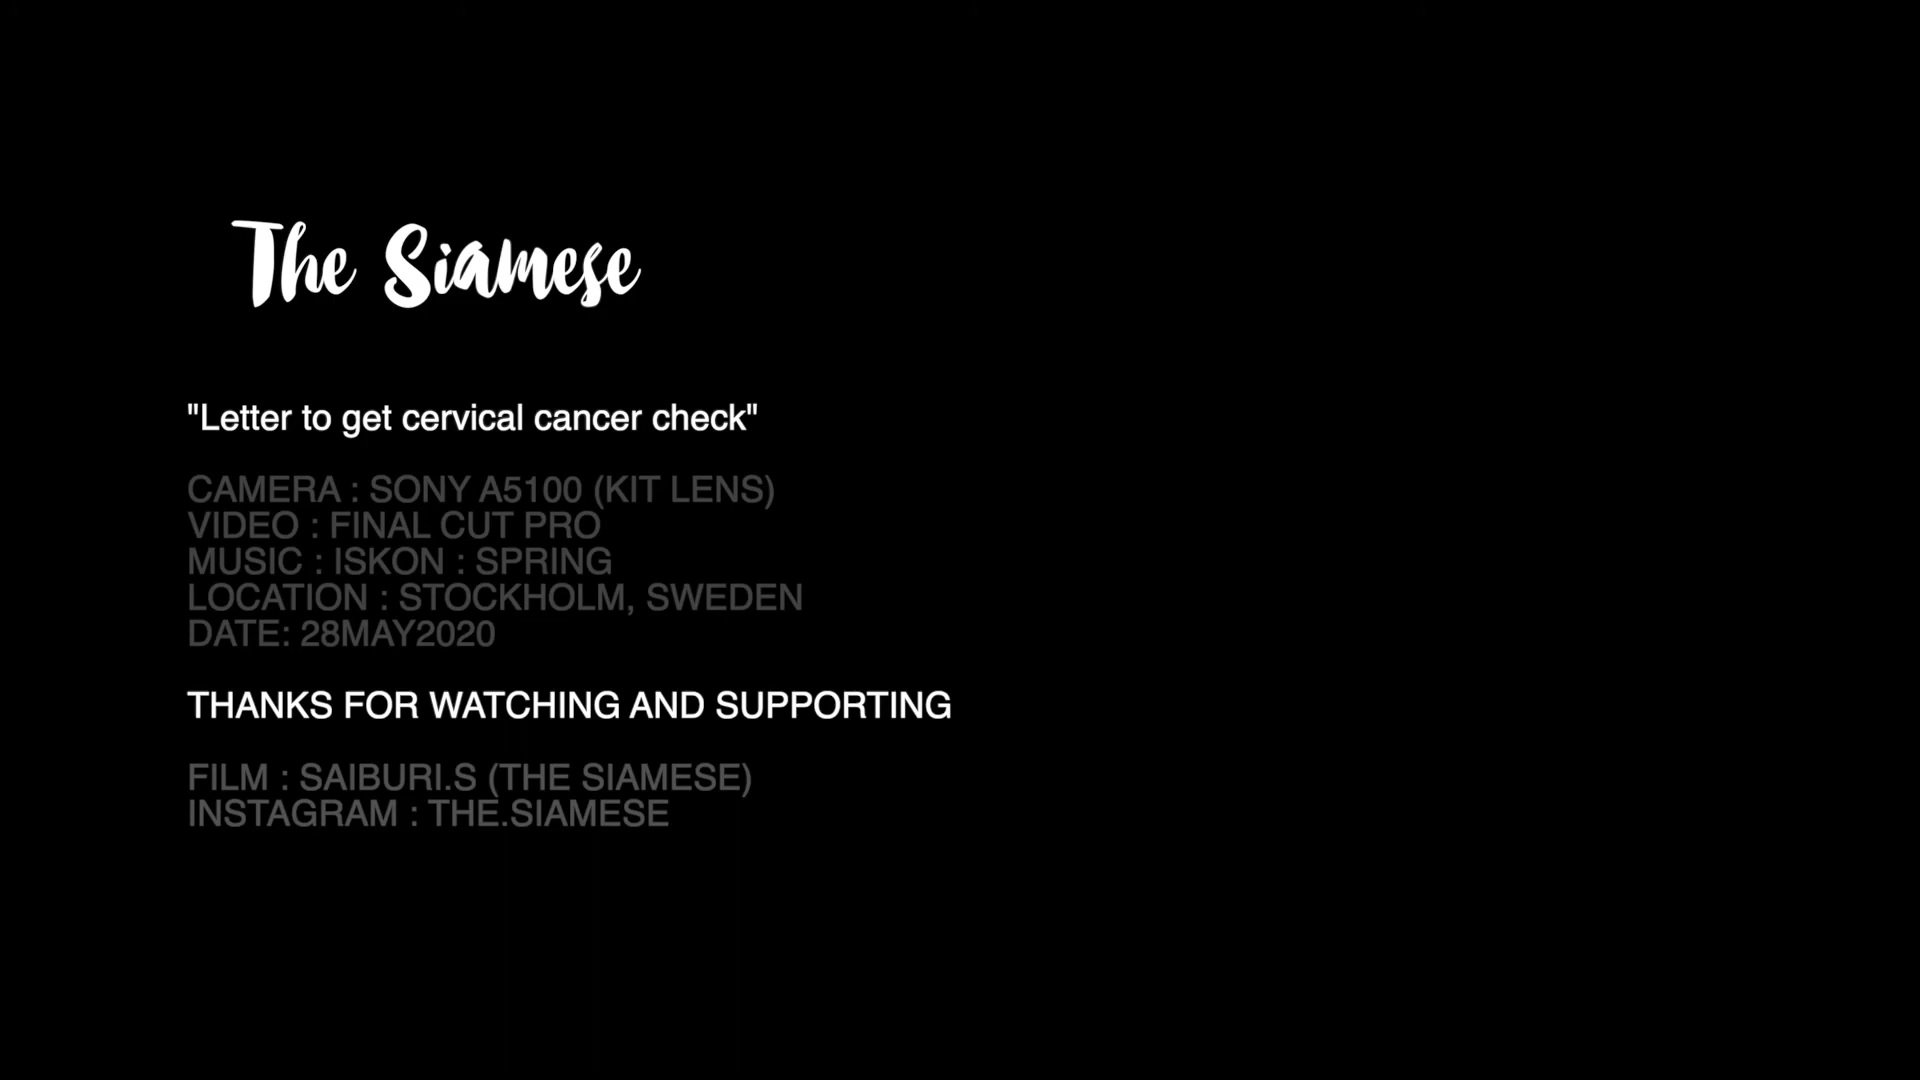 The Siamese
"Letter to get cervical cancer check"
CAMERA : SONY A5100 (KIT LENS)
VIDEO : FINAL CUT PRO
MUSIC : ISKON : SPRING
LOCATION : STOCKHOLM, SWEDEN
DATE: 28MAY2020
THANKS FOR WATCHING AND SUPPORTING
FILM : SAIBURI.S (THE SIAMESE)
INSTAGRAM : THE.SIAMESE